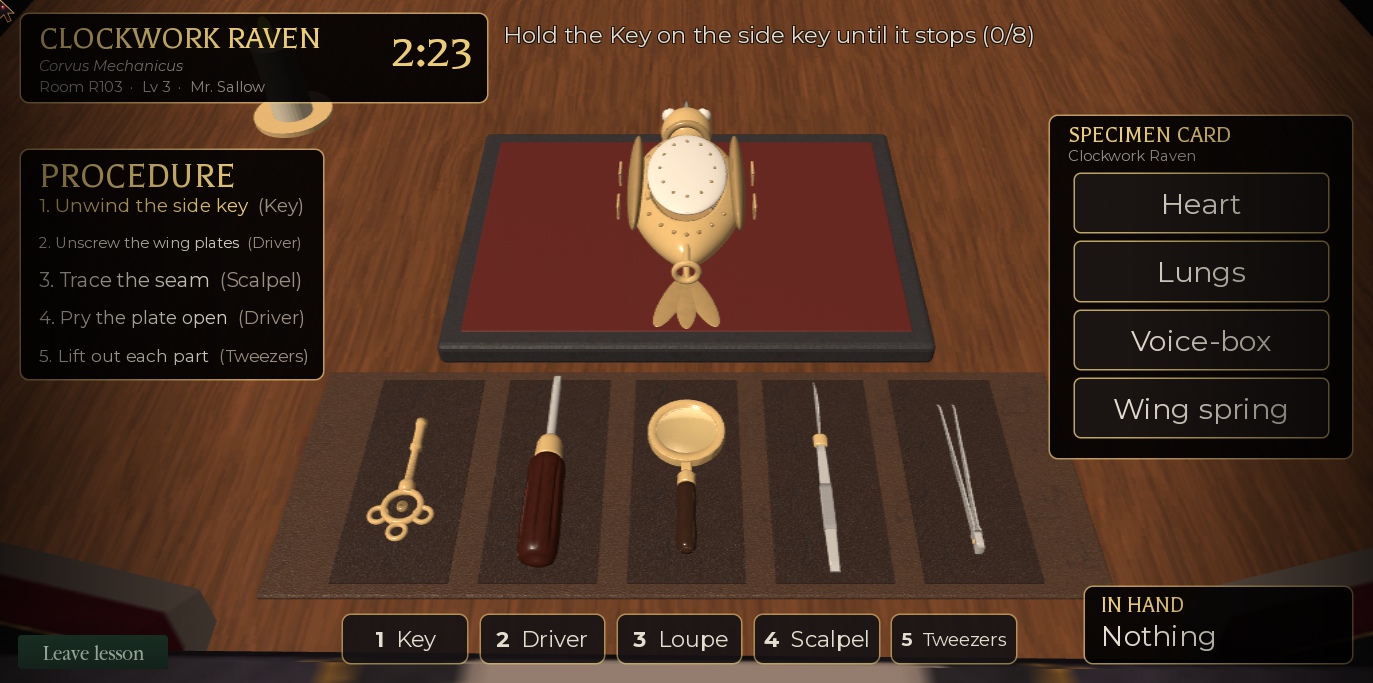 CLOCKWORK RAVEN
2:23
Corvus Mechanicus
Room R103 · Lv 3 · Mr. Sallow
Hold the Key on the side key until it stops (0/8)
PROCEDURE
1. Unwind the side key (Key)
2. Unscrew the wing plates (Driver)
3. Trace the seam (Scalpel)
4. Pry the plate open (Driver)
5. Lift out each part (Tweezers)
SPECIMEN CARD
Clockwork Raven
Heart
Lungs
Voice-box
Wing spring
IN HAND
Nothing
1 Key
2 Driver
3 Loupe
4 Scalpel
5 Tweezers
Leave lesson